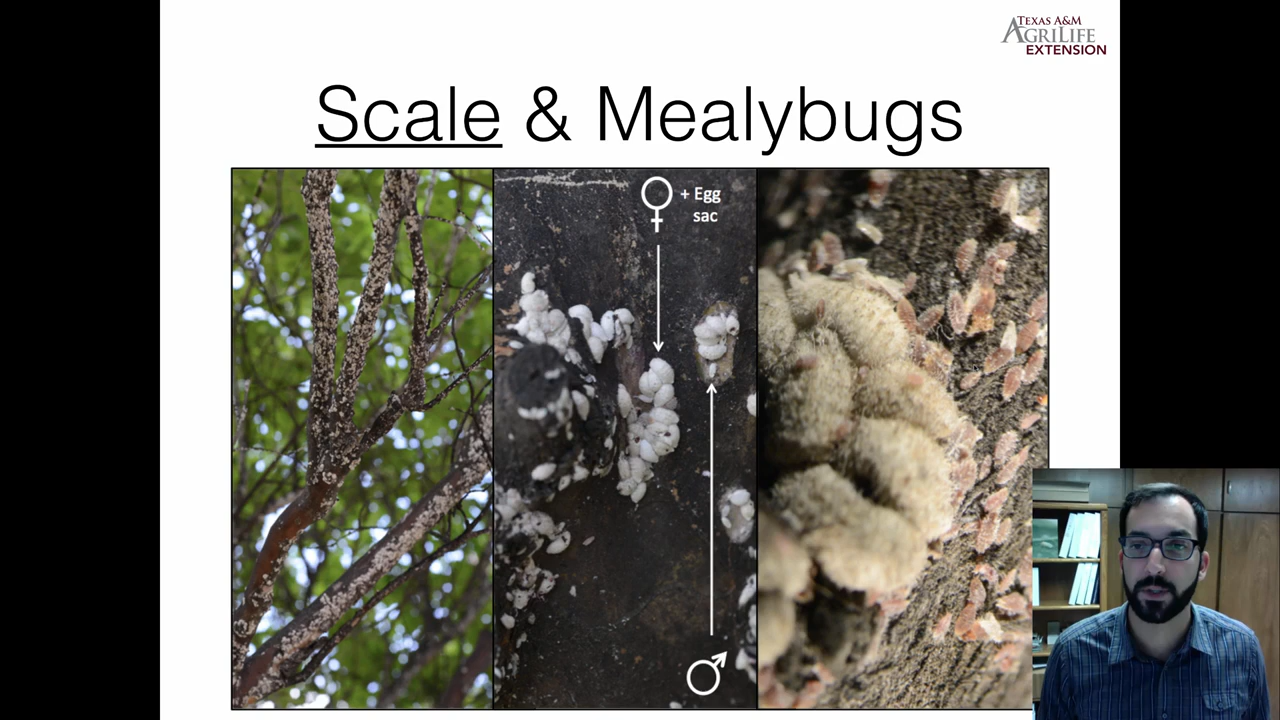 TEXAS A&M
AGRILIFE
EXTENSION
Scale & Mealybugs
♀ + Egg
sac
♂